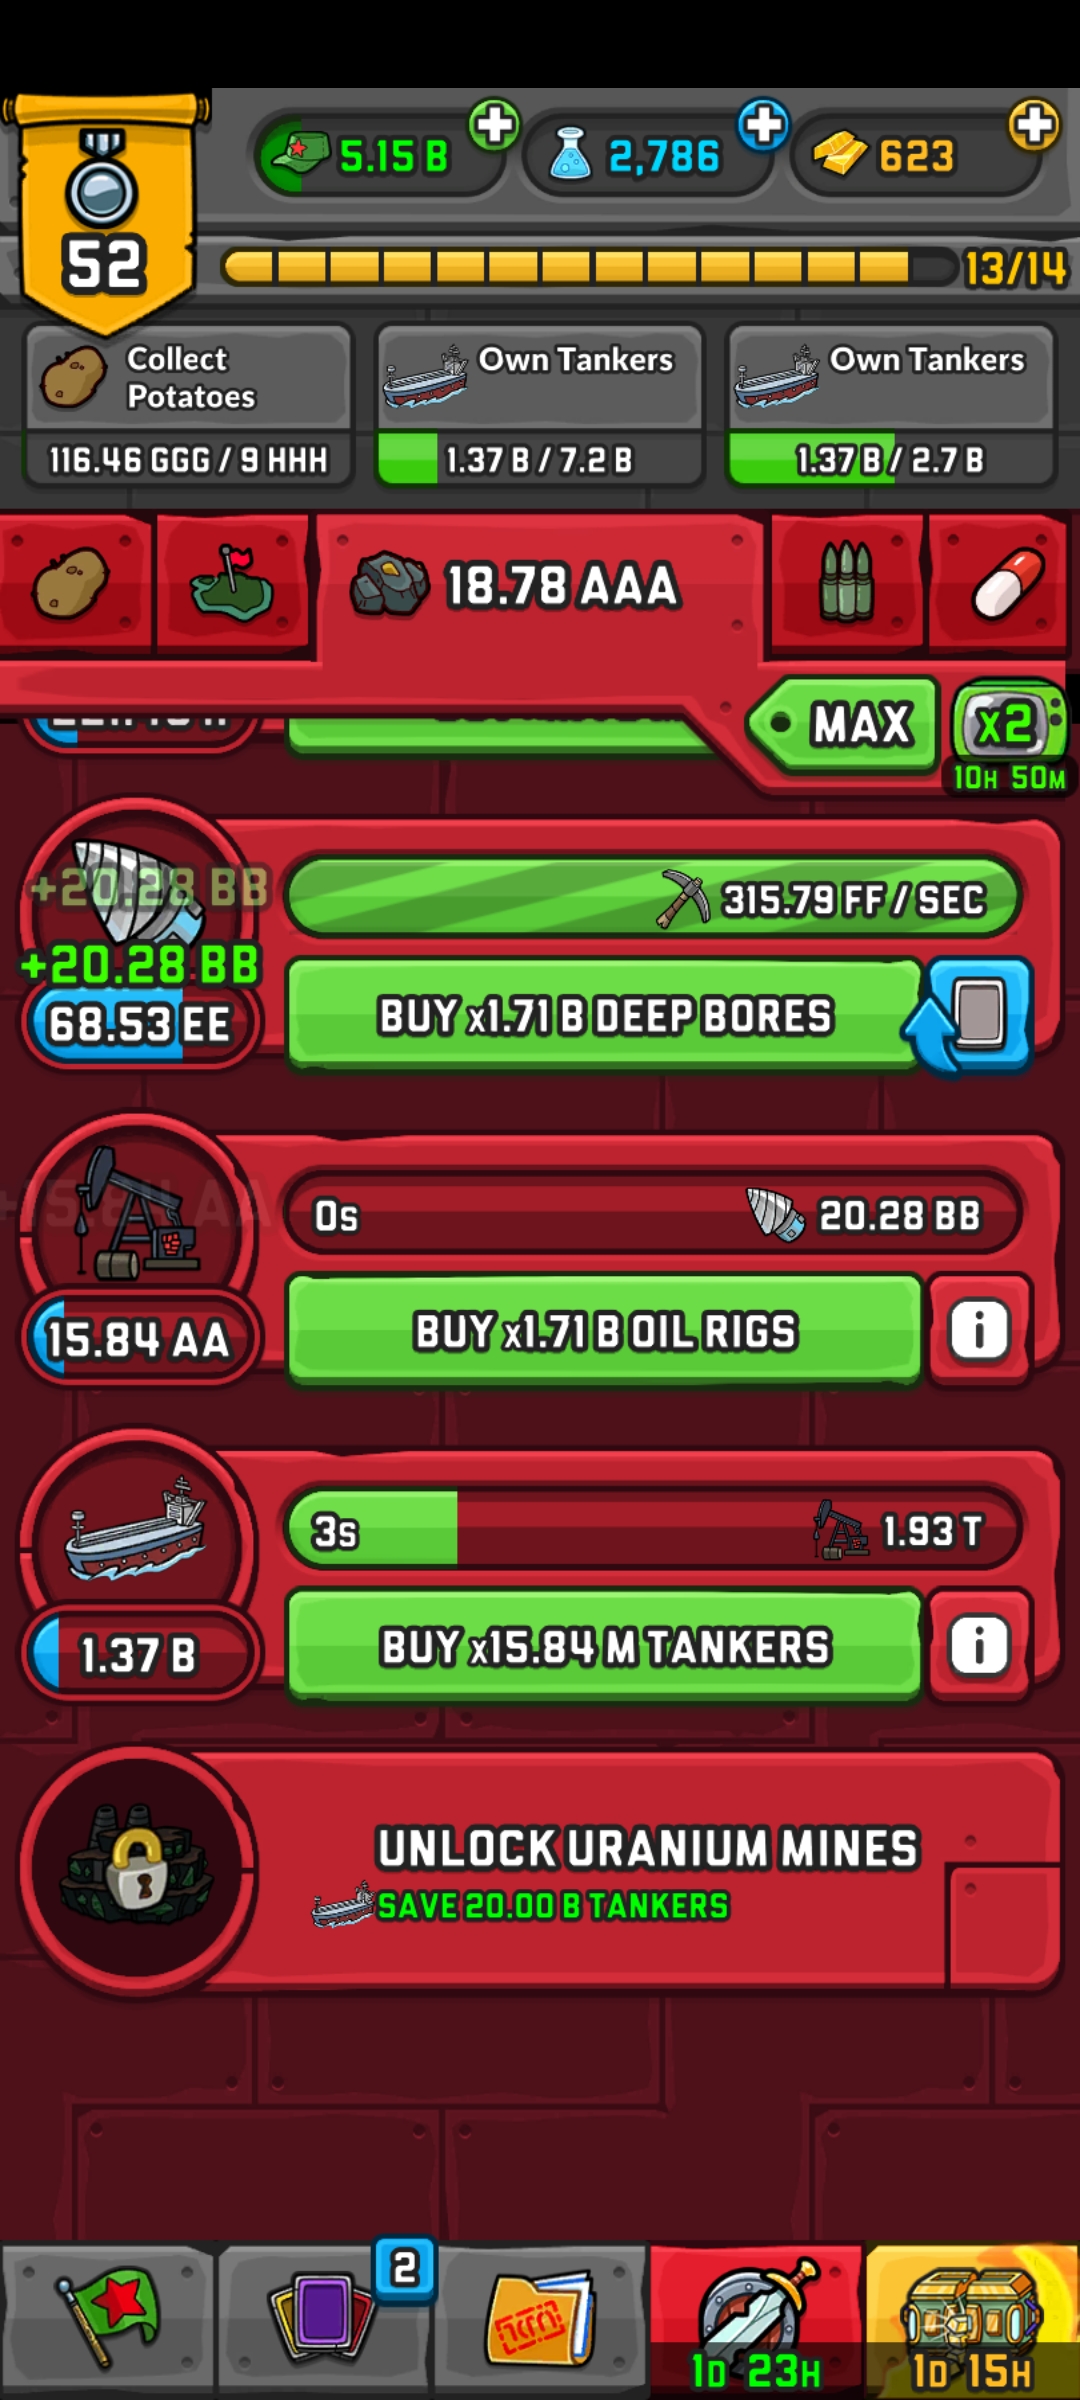 5.15 B
2,786
623
52
13/14
Collect
Potatoes
116.46 GGG / 9 HHH
Own Tankers
1.37 B / 7.2 B
Own Tankers
1.37 B / 2.7 B
18.78 AAA
MAX
x2
10H 50M
+20.28 BB
+20.28 BB
68.53 EE
315.79 FF / SEC
BUY x1.71 B DEEP BORES
+15.84 AA
0s
20.28 BB
15.84 AA
BUY x1.71 B OIL RIGS
i
3s
1.93 T
1.37 B
BUY x15.84 M TANKERS
i
UNLOCK URANIUM MINES
SAVE 20.00 B TANKERS
2
1D 23H
1D 15H